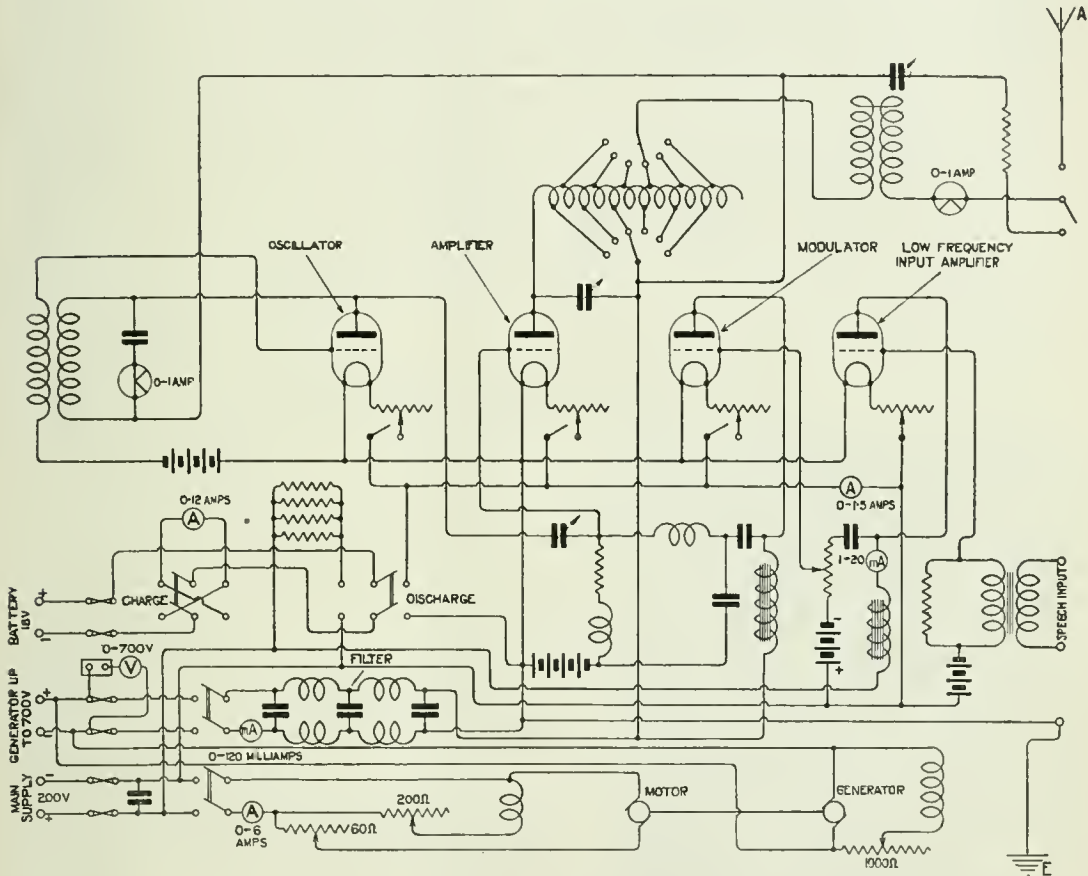 A
0-1 AMP
OSCILLATOR
AMPLIFIER
MODULATOR
LOW FREQUENCY
INPUT AMPLIFIER
0-1 AMP
0-12 AMPS
A
A
0-1·5 AMPS
BATTERY
18V
+
-
CHARGE
DISCHARGE
1-20
mA
-
+
SPEECH INPUT
0-700V
V
FILTER
GENERATOR UP
TO 700V
+
-
mA
0-120 MILLIAMPS
MAIN
SUPPLY
200V
-
+
A
0-6
AMPS
60Ω
200Ω
MOTOR
GENERATOR
1000Ω
E